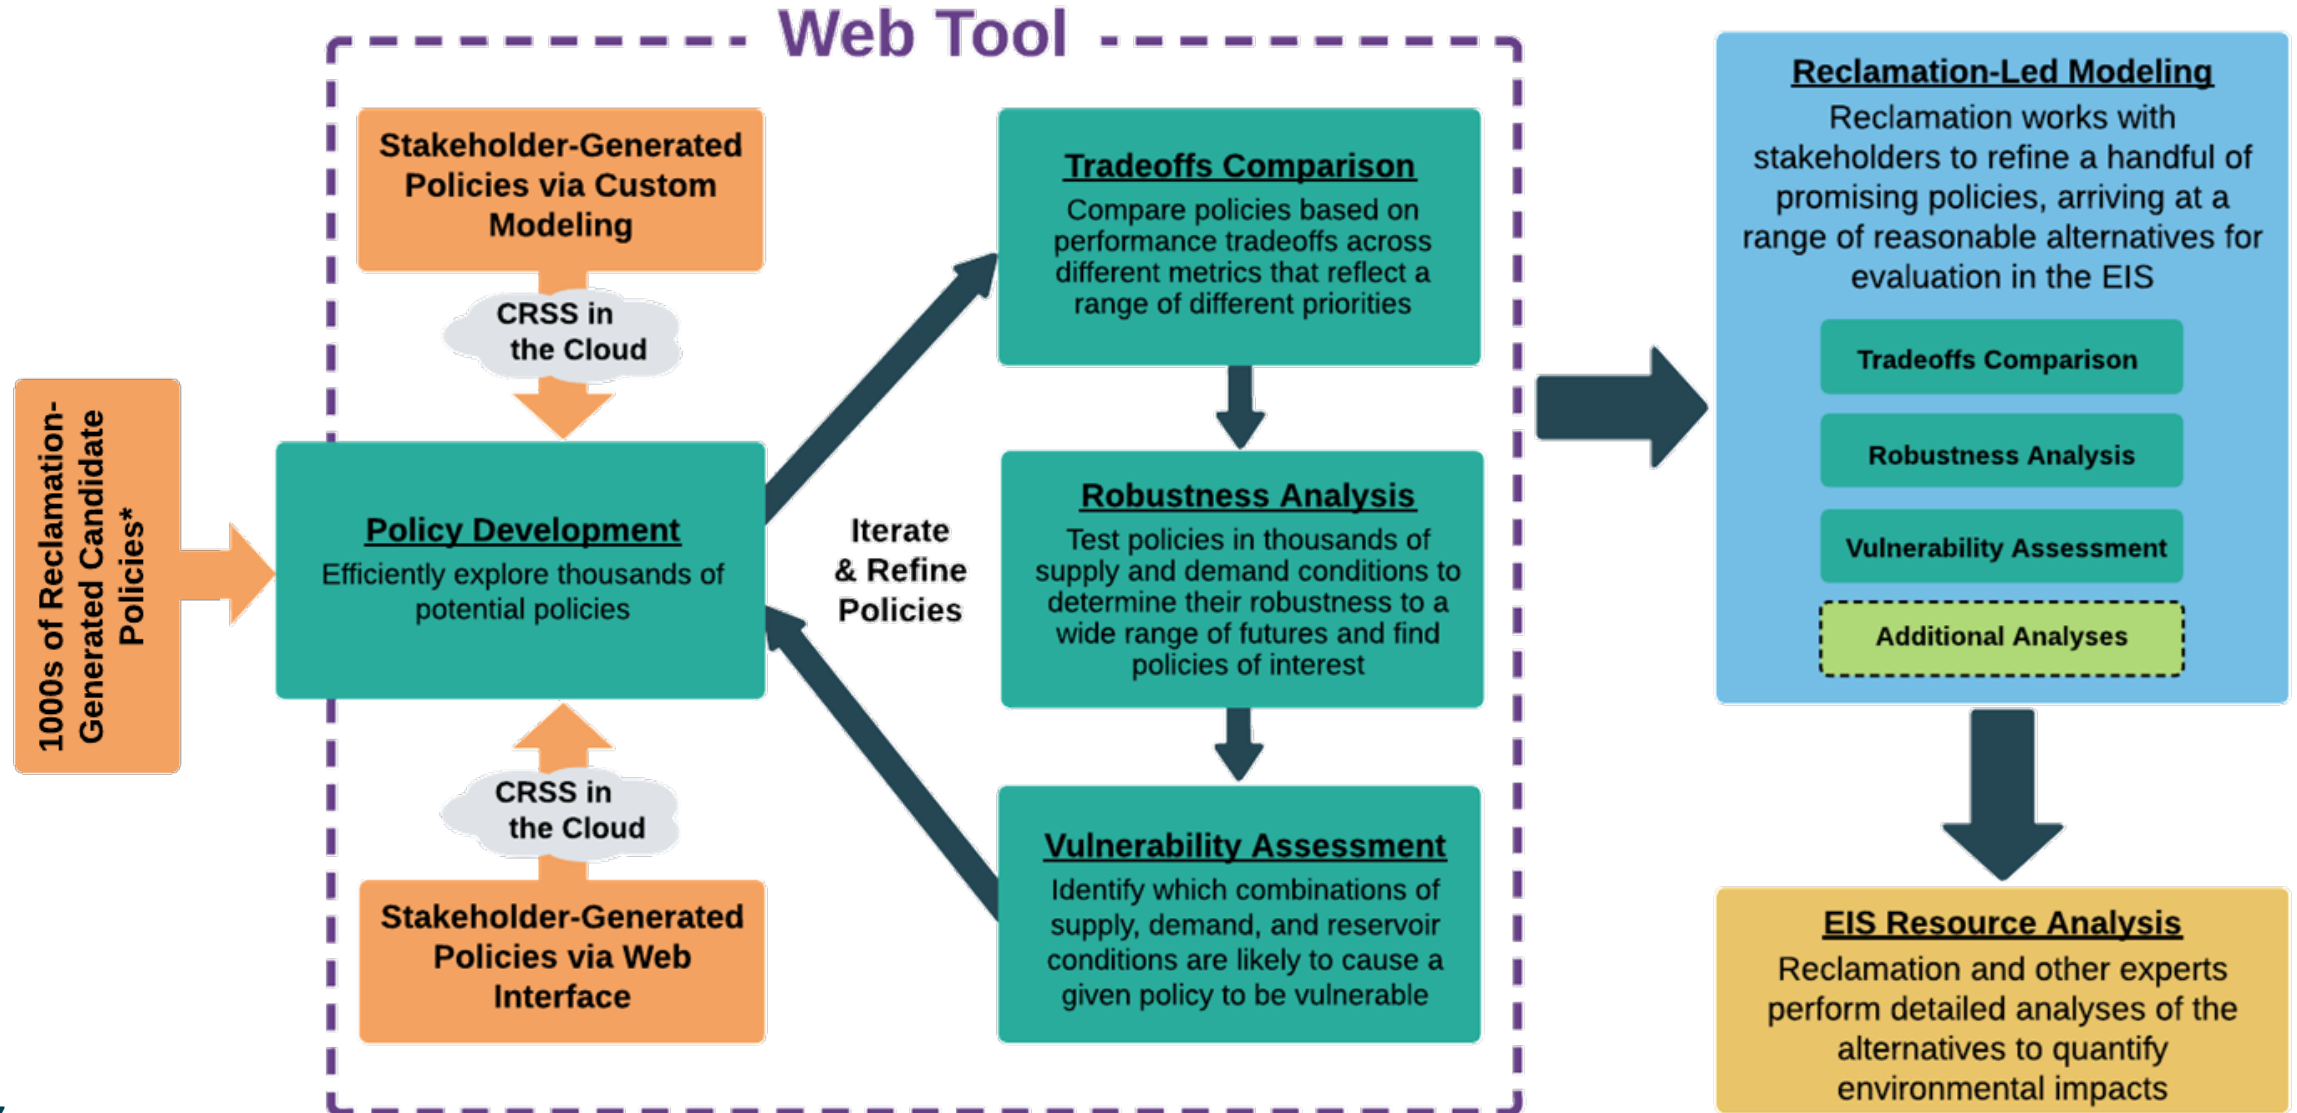 Web Tool
1000s of Reclamation-
Generated Candidate
Policies*
Stakeholder-Generated
Policies via Custom
Modeling
CRSS in
the Cloud
Policy Development
Efficiently explore thousands of
potential policies
CRSS in
the Cloud
Stakeholder-Generated
Policies via Web
Interface
Iterate
& Refine
Policies
Tradeoffs Comparison
Compare policies based on
performance tradeoffs across
different metrics that reflect a
range of different priorities
Robustness Analysis
Test policies in thousands of
supply and demand conditions to
determine their robustness to a
wide range of futures and find
policies of interest
Vulnerability Assessment
Identify which combinations of
supply, demand, and reservoir
conditions are likely to cause a
given policy to be vulnerable
Reclamation-Led Modeling
Reclamation works with
stakeholders to refine a handful of
promising policies, arriving at a
range of reasonable alternatives for
evaluation in the EIS
Tradeoffs Comparison
Robustness Analysis
Vulnerability Assessment
Additional Analyses
EIS Resource Analysis
Reclamation and other experts
perform detailed analyses of the
alternatives to quantify
environmental impacts